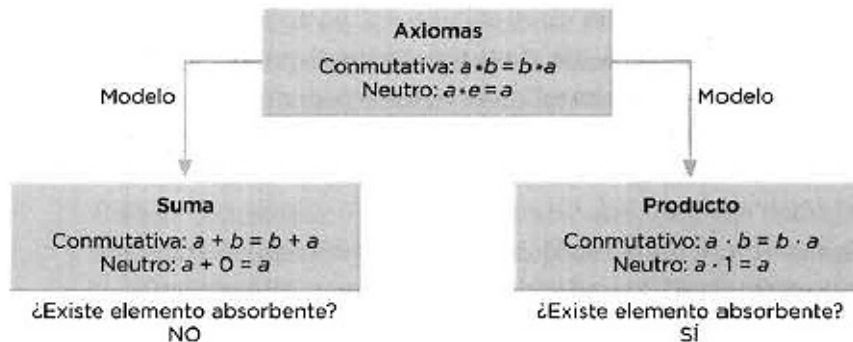 Axiomas
Conmutativa: a*b = b*a
Neutro: a*e = a
Modelo
Modelo
Suma
Conmutativa: a + b = b + a
Neutro: a + 0 = a
¿Existe elemento absorbente?
NO
Producto
Conmutativo: a · b = b · a
Neutro: a · 1 = a
¿Existe elemento absorbente?
SÍ